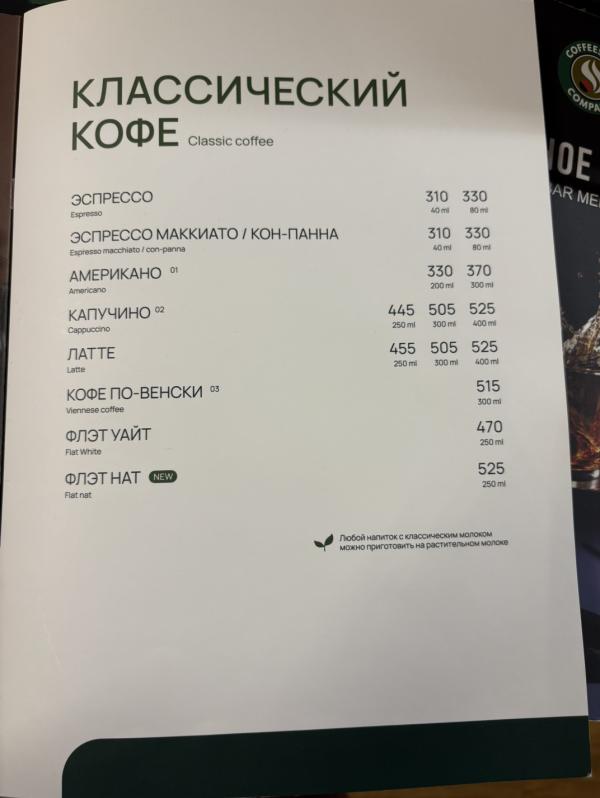 КЛАССИЧЕСКИЙ
КОФЕ Classic coffee
ЭСПРЕССО 310 330
Espresso 40 ml 80 ml
ЭСПРЕССО МАККИАТО / КОН-ПАННА 310 330
Espresso macchiato / con-panna 40 ml 80 ml
АМЕРИКАНО 01 330 370
Americano 200 ml 300 ml
КАПУЧИНО 02 445 505 525
Cappuccino 250 ml 300 ml 400 ml
ЛАТТЕ 455 505 525
Latte 250 ml 300 ml 400 ml
КОФЕ ПО-ВЕНСКИ 03 515
Viennese coffee 300 ml
ФЛЭТ УАЙТ 470
Flat White 250 ml
ФЛЭТ НАТ NEW 525
Flat nat 250 ml
Любой напиток с классическим молоком
можно приготовить на растительном молоке